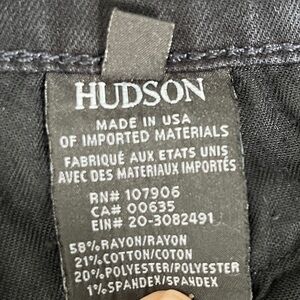 HUDSON
MADE IN USA
OF IMPORTED MATERIALS
FABRIQUÉ AUX ETATS UNIS
AVEC DES MATERIAUX IMPORTÉS
RN# 107906
CA# 00635
EIN# 20-3082491
58%RAYON/RAYON
21%COTTON/COTON
20%POLYESTER/POLYESTER
1%SPANDEX/SPANDEX